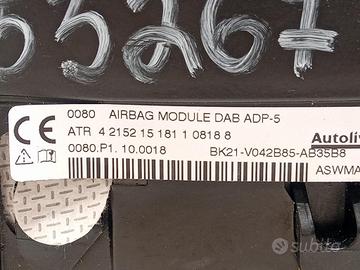 53267
0080 AIRBAG MODULE DAB ADP-5
CE
ATR 4 2152 15 181 1 0818 8
Autoliv
0080.P1. 10.0018
BK21-V042B85-AB35B8
ASWMA
subito